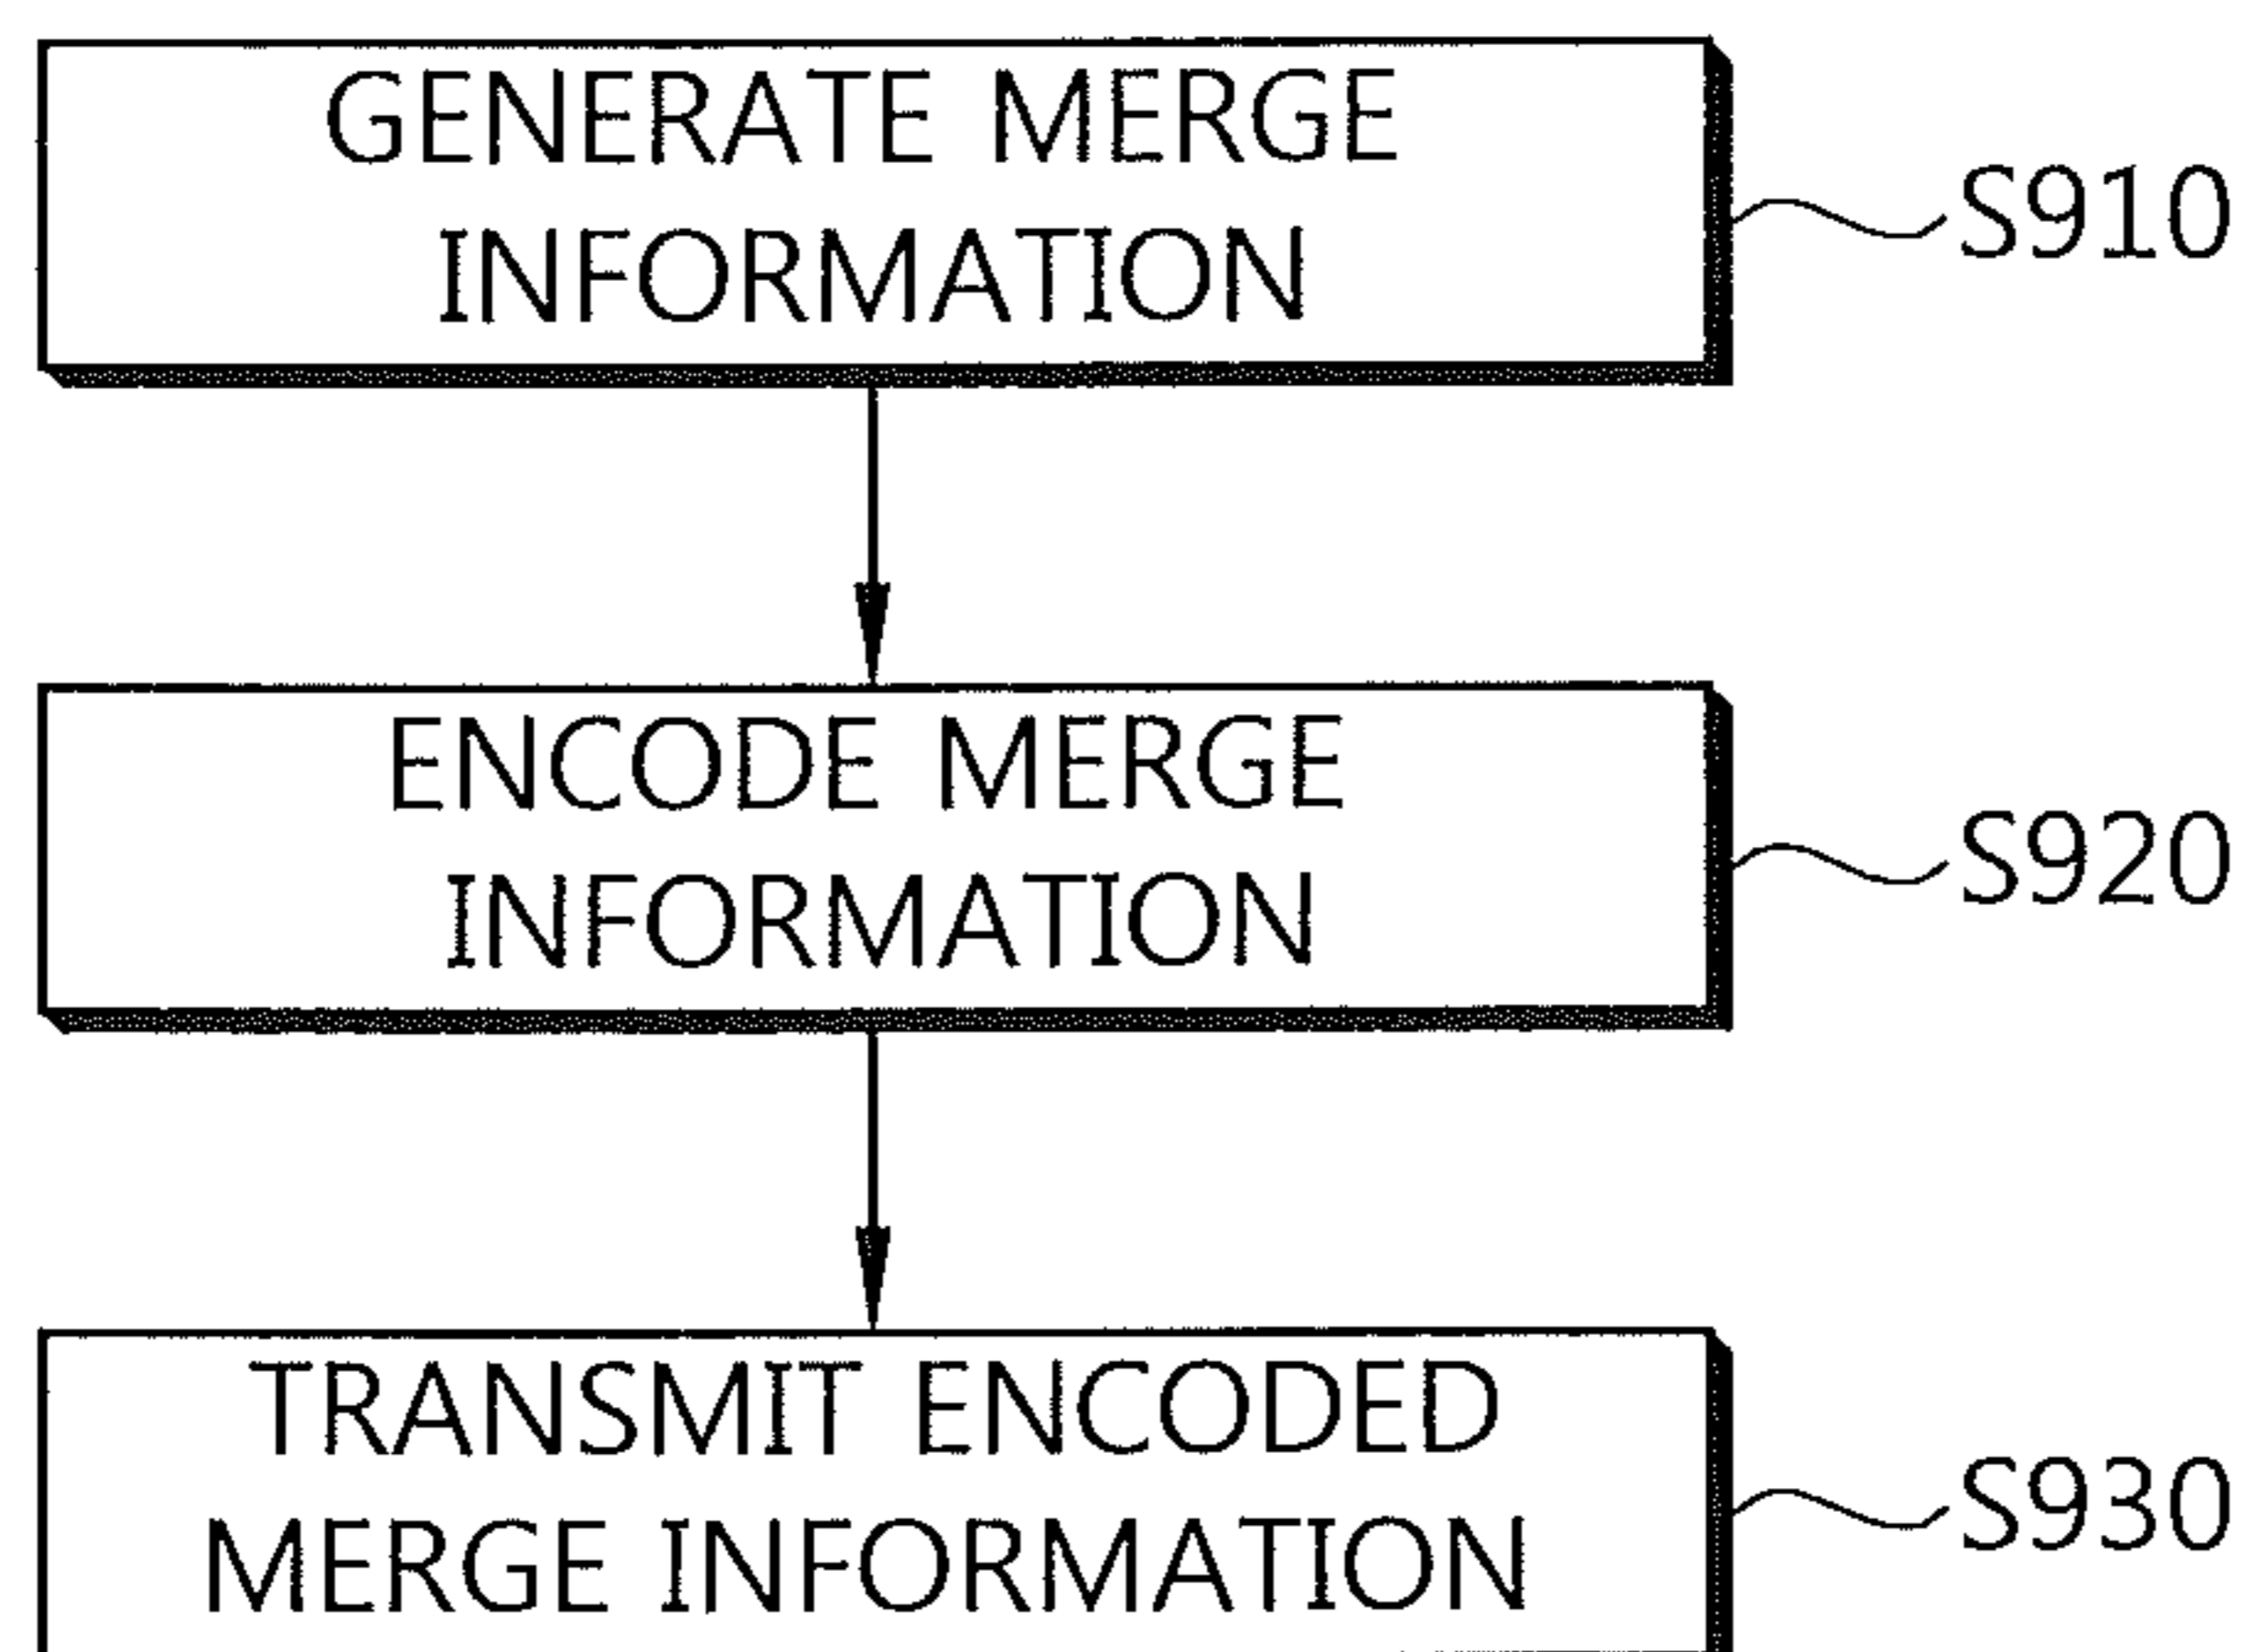 GENERATE MERGE
INFORMATION
S910
ENCODE MERGE
INFORMATION
S920
TRANSMIT ENCODED
MERGE INFORMATION
S930